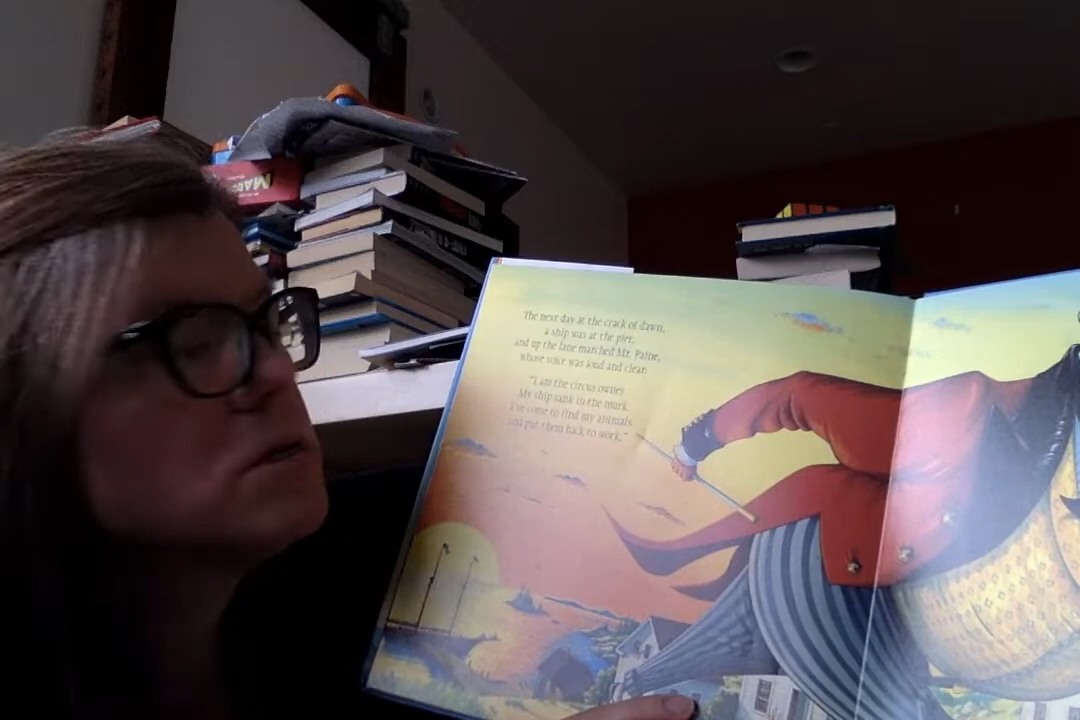 The next day at the crack of dawn,
a ship was at the pier,
and up the lane marched Mr. Paine,
whose voice was loud and clear.
"I am the circus owner.
My ship sank in the murk.
I've come to find my animals
and put them back to work."